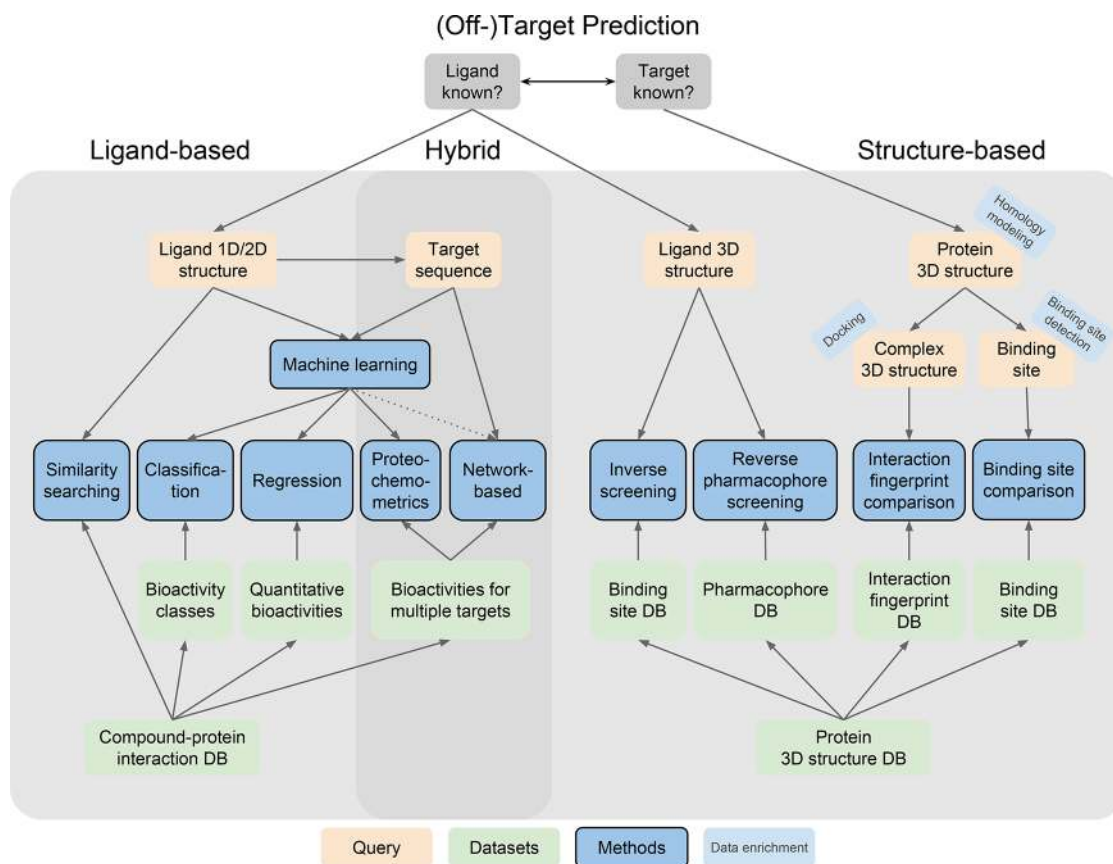 (Off-)Target Prediction
Ligand
known?
Target
known?
Ligand-based
Hybrid
Structure-based
Homology
modeling
Ligand 1D/2D
structure
Target
sequence
Ligand 3D
structure
Protein
3D structure
Docking
Binding site
detection
Machine learning
Complex
3D structure
Binding
site
Similarity
searching
Classifica-
tion
Regression
Proteo-
chemo-
metrics
Network-
based
Inverse
screening
Reverse
pharmacophore
screening
Interaction
fingerprint
comparison
Binding site
comparison
Bioactivity
classes
Quantitative
bioactivities
Bioactivities for
multiple targets
Binding
site DB
Pharmacophore
DB
Interaction
fingerprint
DB
Binding
site DB
Compound-protein
interaction DB
Protein
3D structure DB
Query
Datasets
Methods
Data enrichment